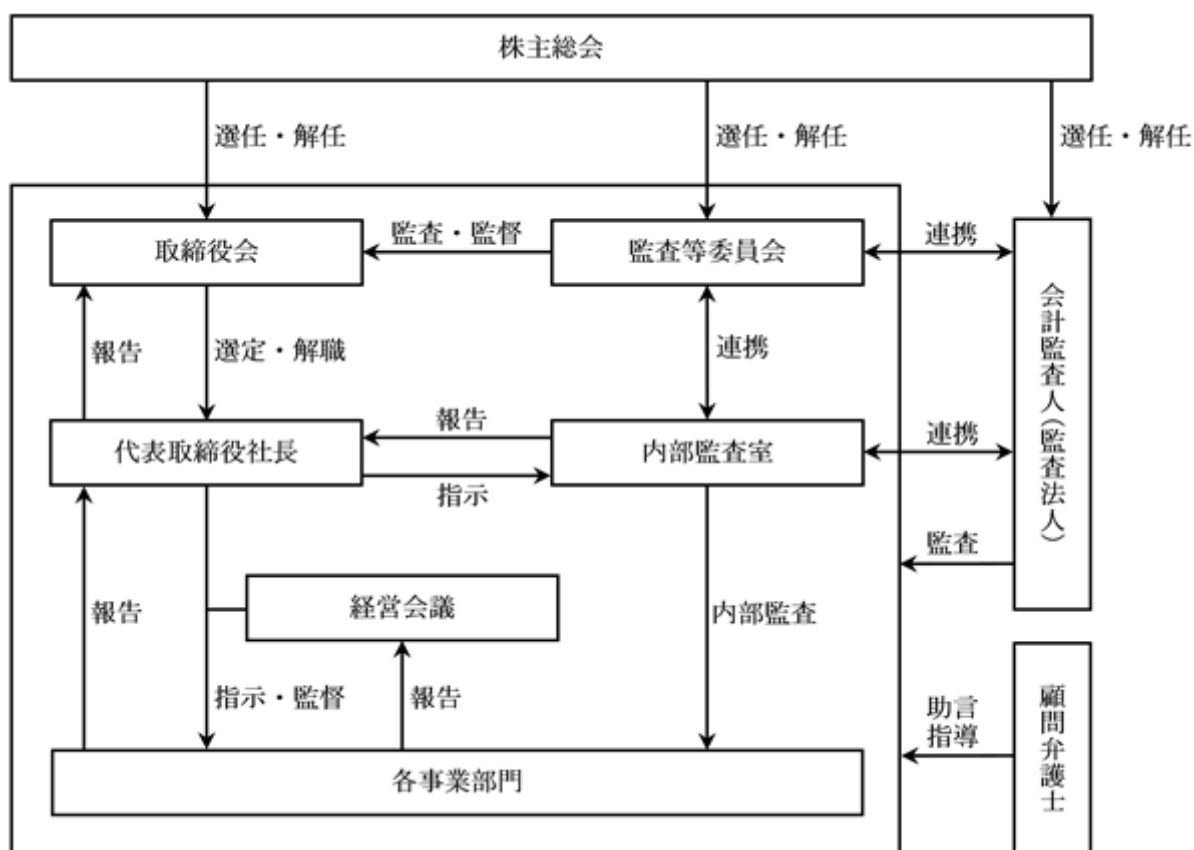 株主総会
選任・解任
選任・解任
選任・解任
取締役会
監査・監督
監査等委員会
連携
報告
選定・解職
連携
会計監査人（監査法人）
代表取締役社長
報告
指示
内部監査室
連携
監査
報告
経営会議
内部監査
指示・監督
報告
助言
指導
顧問弁護士
各事業部門